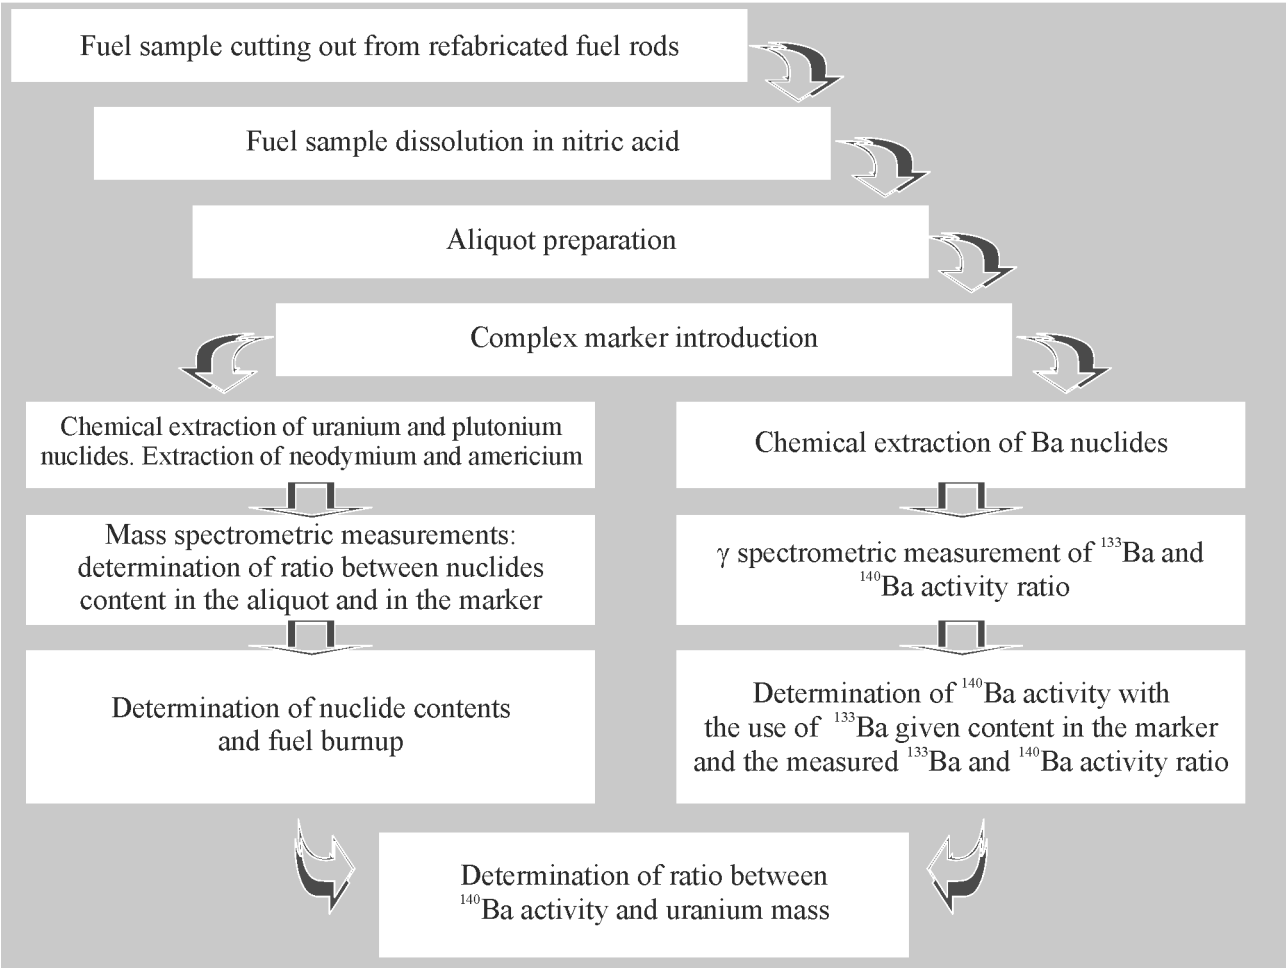 Fuel sample cutting out from refabricated fuel rods
Fuel sample dissolution in nitric acid
Aliquot preparation
Complex marker introduction
Chemical extraction of uranium and plutonium
nuclides. Extraction of neodymium and americium
Mass spectrometric measurements:
determination of ratio between nuclides
content in the aliquot and in the marker
Determination of nuclide contents
and fuel burnup
Chemical extraction of Ba nuclides
γ spectrometric measurement of ¹³³Ba and
¹⁴⁰Ba activity ratio
Determination of ¹⁴⁰Ba activity with
the use of ¹³³Ba given content in the marker
and the measured ¹³³Ba and ¹⁴⁰Ba activity ratio
Determination of ratio between
¹⁴⁰Ba activity and uranium mass